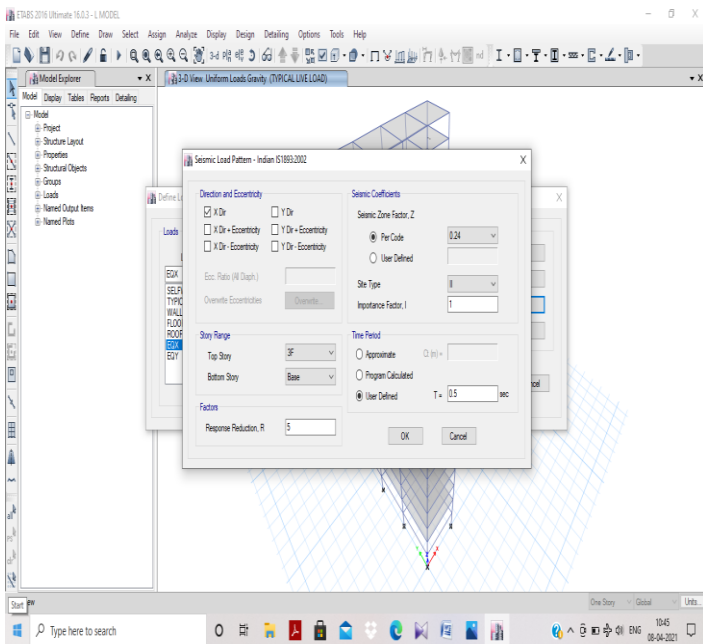 ETABS 2016 Ultimate 16.0.3 - L MODEL
File Edit View Define Draw Select Assign Analyze Display Design Detailing Options Tools Help
Model Explorer
3-D View Uniform Loads Gravity (TYPICAL LIVE LOAD)
Model Display Tables Reports Detailing
Model
Project
Structure Layout
Properties
Structural Objects
Groups
Loads
Named Output Items
Named Plots
Define Lo
Loads
EQX
SELF
TYPIC
WALL
FLOO
ROOF
EQX
EQY
Seismic Load Pattern - Indian IS1893:2002
X
Direction and Eccentricity
X Dir
Y Dir
X Dir + Eccentricity
Y Dir + Eccentricity
X Dir - Eccentricity
Y Dir - Eccentricity
Ecc. Ratio (All Diaph.)
Overwrite Eccentricities
Overwrite...
Story Range
Top Story
3F
Bottom Story
Base
Factors
Response Reduction, R
5
Seismic Coefficients
Seismic Zone Factor, Z
Per Code
0.24
User Defined
Site Type
II
Importance Factor, I
1
Time Period
Approximate
Ct (m) =
Program Calculated
User Defined
T =
0.5
sec
OK
Cancel
ncel
Start
ew
One Story
Global
Units...
Type here to search
ENG
10:45
08-04-2021